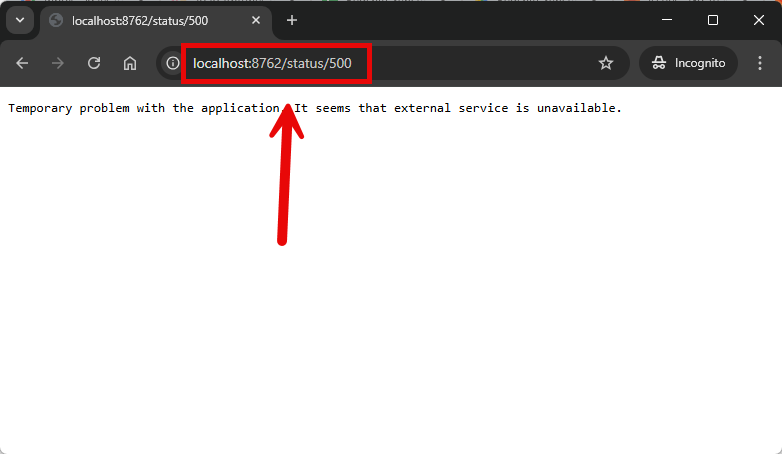 localhost:8762/status/500
localhost:8762/status/500
Incognito
Temporary problem with the application. It seems that external service is unavailable.